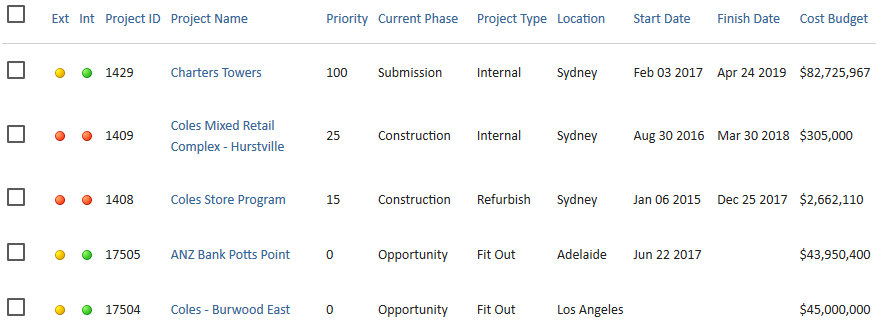 Ext Int Project ID Project Name Priority Current Phase Project Type Location Start Date Finish Date Cost Budget
1429 Charters Towers 100 Submission Internal Sydney Feb 03 2017 Apr 24 2019 $82,725,967
Coles Mixed Retail
1409 25 Construction Internal Sydney Aug 30 2016 Mar 30 2018 $305,000
Complex - Hurstville
1408 Coles Store Program 15 Construction Refurbish Sydney Jan 06 2015 Dec 25 2017 $2,662,110
17505 ANZ Bank Potts Point 0 Opportunity Fit Out Adelaide Jun 22 2017 $43,950,400
17504 Coles - Burwood East 0 Opportunity Fit Out Los Angeles $45,000,000